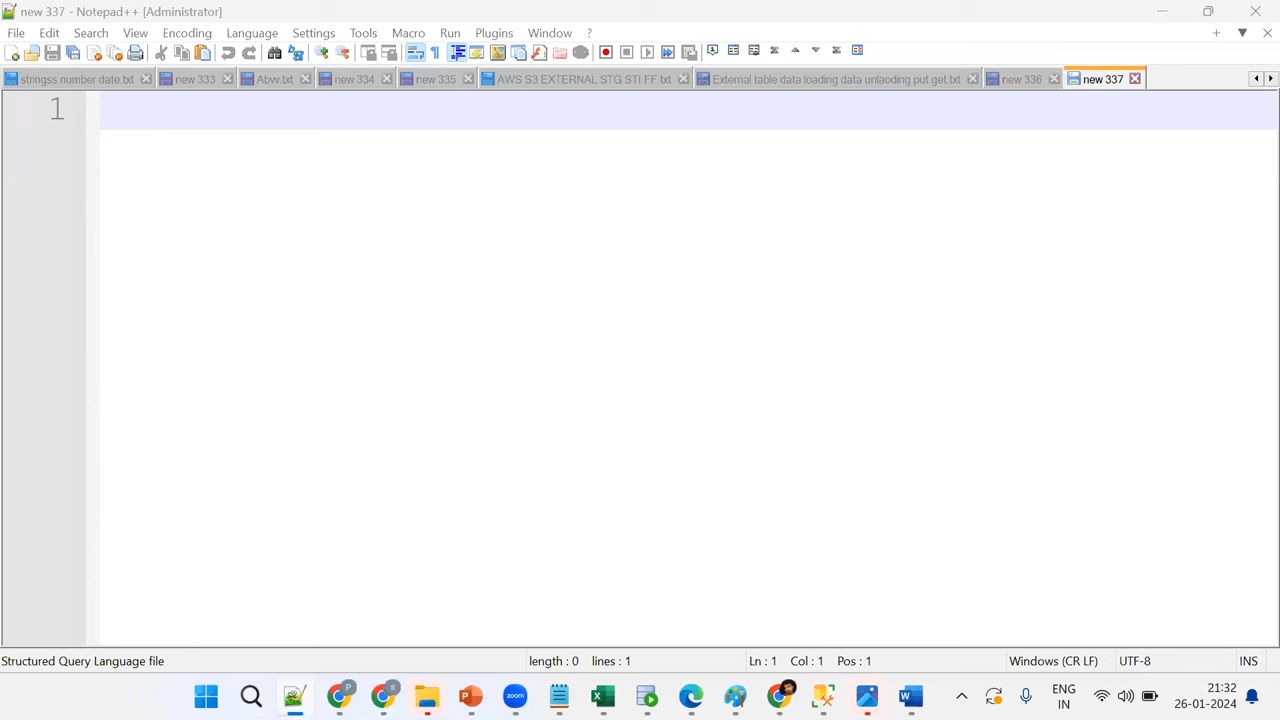 new 337 - Notepad++ [Administrator]
File Edit Search View Encoding Language Settings Tools Macro Run Plugins Window ?
stringss number date.txt new 333 Abvv.txt new 334 new 335 AWS S3 EXTERNAL STG STI FF txt External table data loading data unlaoding put get.txt new 336 new 337
1
Structured Query Language file length : 0 lines : 1 Ln : 1 Col : 1 Pos : 1 Windows (CR LF) UTF-8 INS
ENG 21:32
IN 26-01-2024